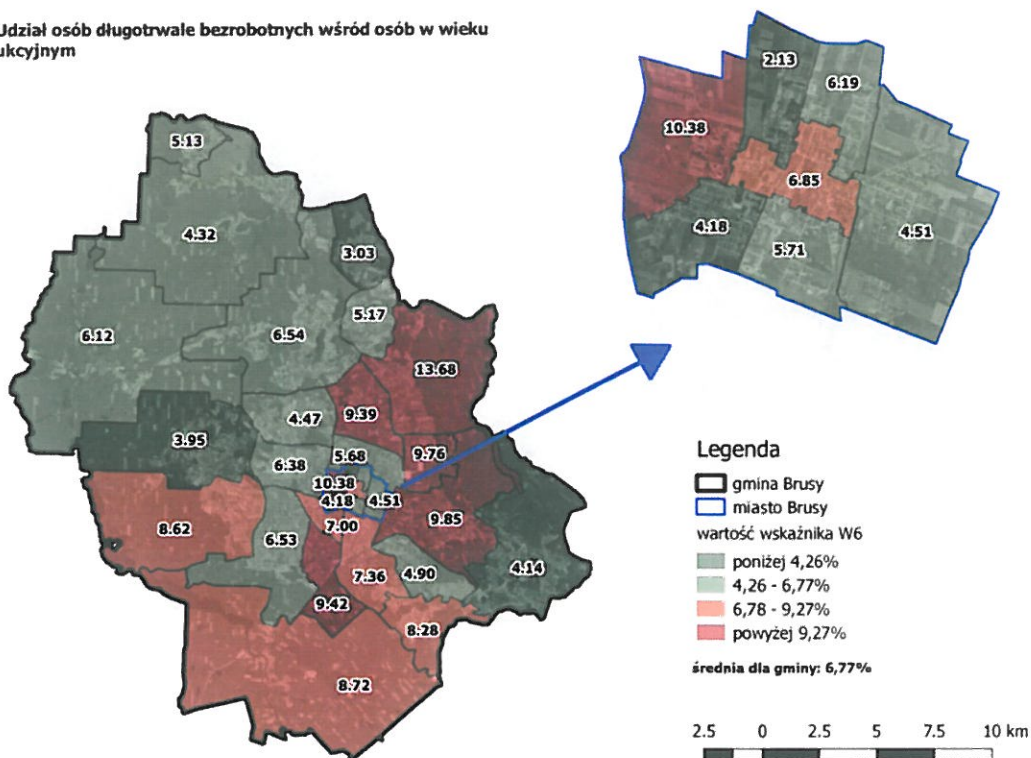 Udział osób długotrwale bezrobotnych wśród osób w wieku
ukcyjnym
2.13
6.19
10.38
6.85
4.18
4.51
5.71
5.13
4.32
3.03
5.17
6.12
6.54
13.68
9.39
4.47
3.95
5.68
9.76
6.38
10.38
4.18
4.51
9.85
7.00
8.62
6.53
7.36
4.90
4.14
9.42
8.28
8.72
Legenda
gmina Brusy
miasto Brusy
wartość wskaźnika W6
poniżej 4,26%
4,26 - 6,77%
6,78 - 9,27%
powyżej 9,27%
średnia dla gminy: 6,77%
2.5 0 2.5 5 7.5 10 km